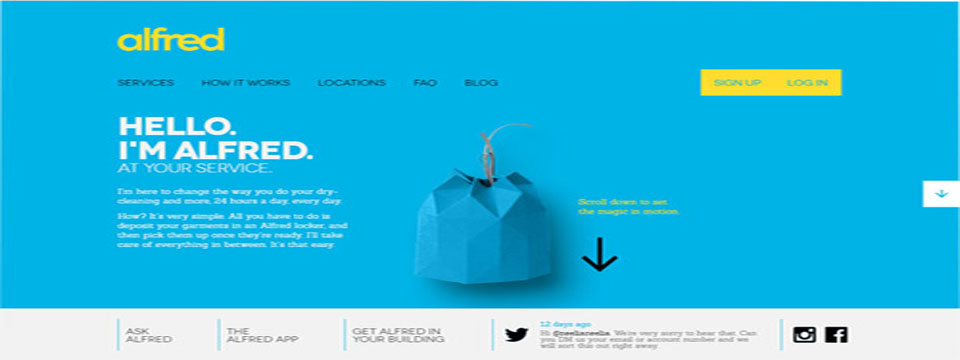 alfred
SERVICES HOW IT WORKS LOCATIONS FAQ BLOG SIGN UP LOG IN
HELLO.
I'M ALFRED.
AT YOUR SERVICE.
I'm here to change the way you do your dry-
cleaning and more, 24 hours a day, every day.
How? It's very simple. All you have to do is
deposit your garments in an Alfred locker, and
then pick them up once they're ready. I'll take
care of everything in between. It's that easy.
Scroll down to set
the magic in motion.
ASK
ALFRED
THE
ALFRED APP
GET ALFRED IN
YOUR BUILDING
12 days ago
Hi We're very sorry to hear that. Can
you DM us your email or account number and we
will sort this out right away.